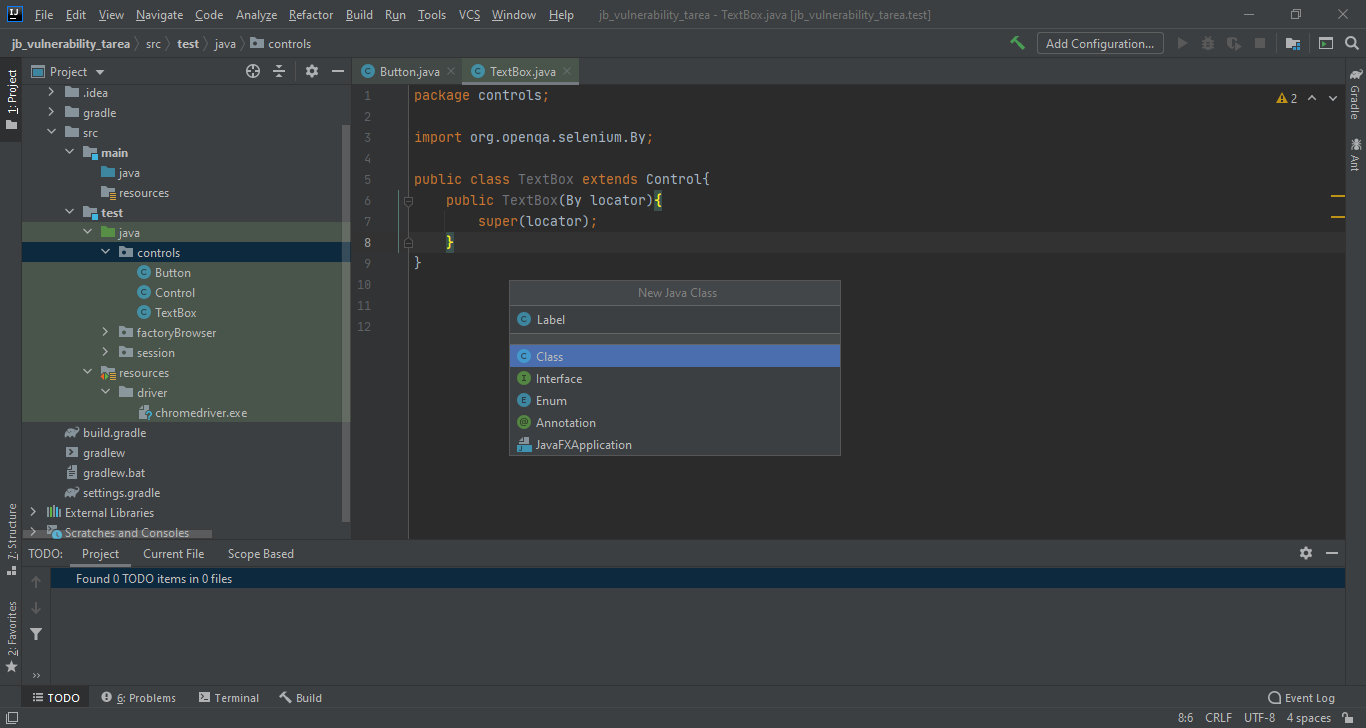 IJ File Edit View Navigate Code Analyze Refactor Build Run Tools VCS Window Help jb_vulnerability_tarea - TextBox.java [jb_vulnerability_tarea.test]
jb_vulnerability_tarea src test java controls Add Configuration...
1: Project
Project
Button.java TextBox.java
.idea
gradle
src
main
java
resources
test
java
controls
C Button
C Control
C TextBox
factoryBrowser
session
resources
driver
chromedriver.exe
build.gradle
gradlew
gradlew.bat
settings.gradle
External Libraries
Scratches and Consoles
1 package controls;
2
3 import org.openqa.selenium.By;
4
5 public class TextBox extends Control{
6 public TextBox(By locator){
7 super(locator);
8 }
9 }
10
11
12
2
New Java Class
C Label
C Class
I Interface
E Enum
@ Annotation
JavaFXApplication
Gradle
Ant
7: Structure
2: Favorites
TODO: Project Current File Scope Based
Found 0 TODO items in 0 files
TODO 6: Problems Terminal Build Event Log
8:6 CRLF UTF-8 4 spaces